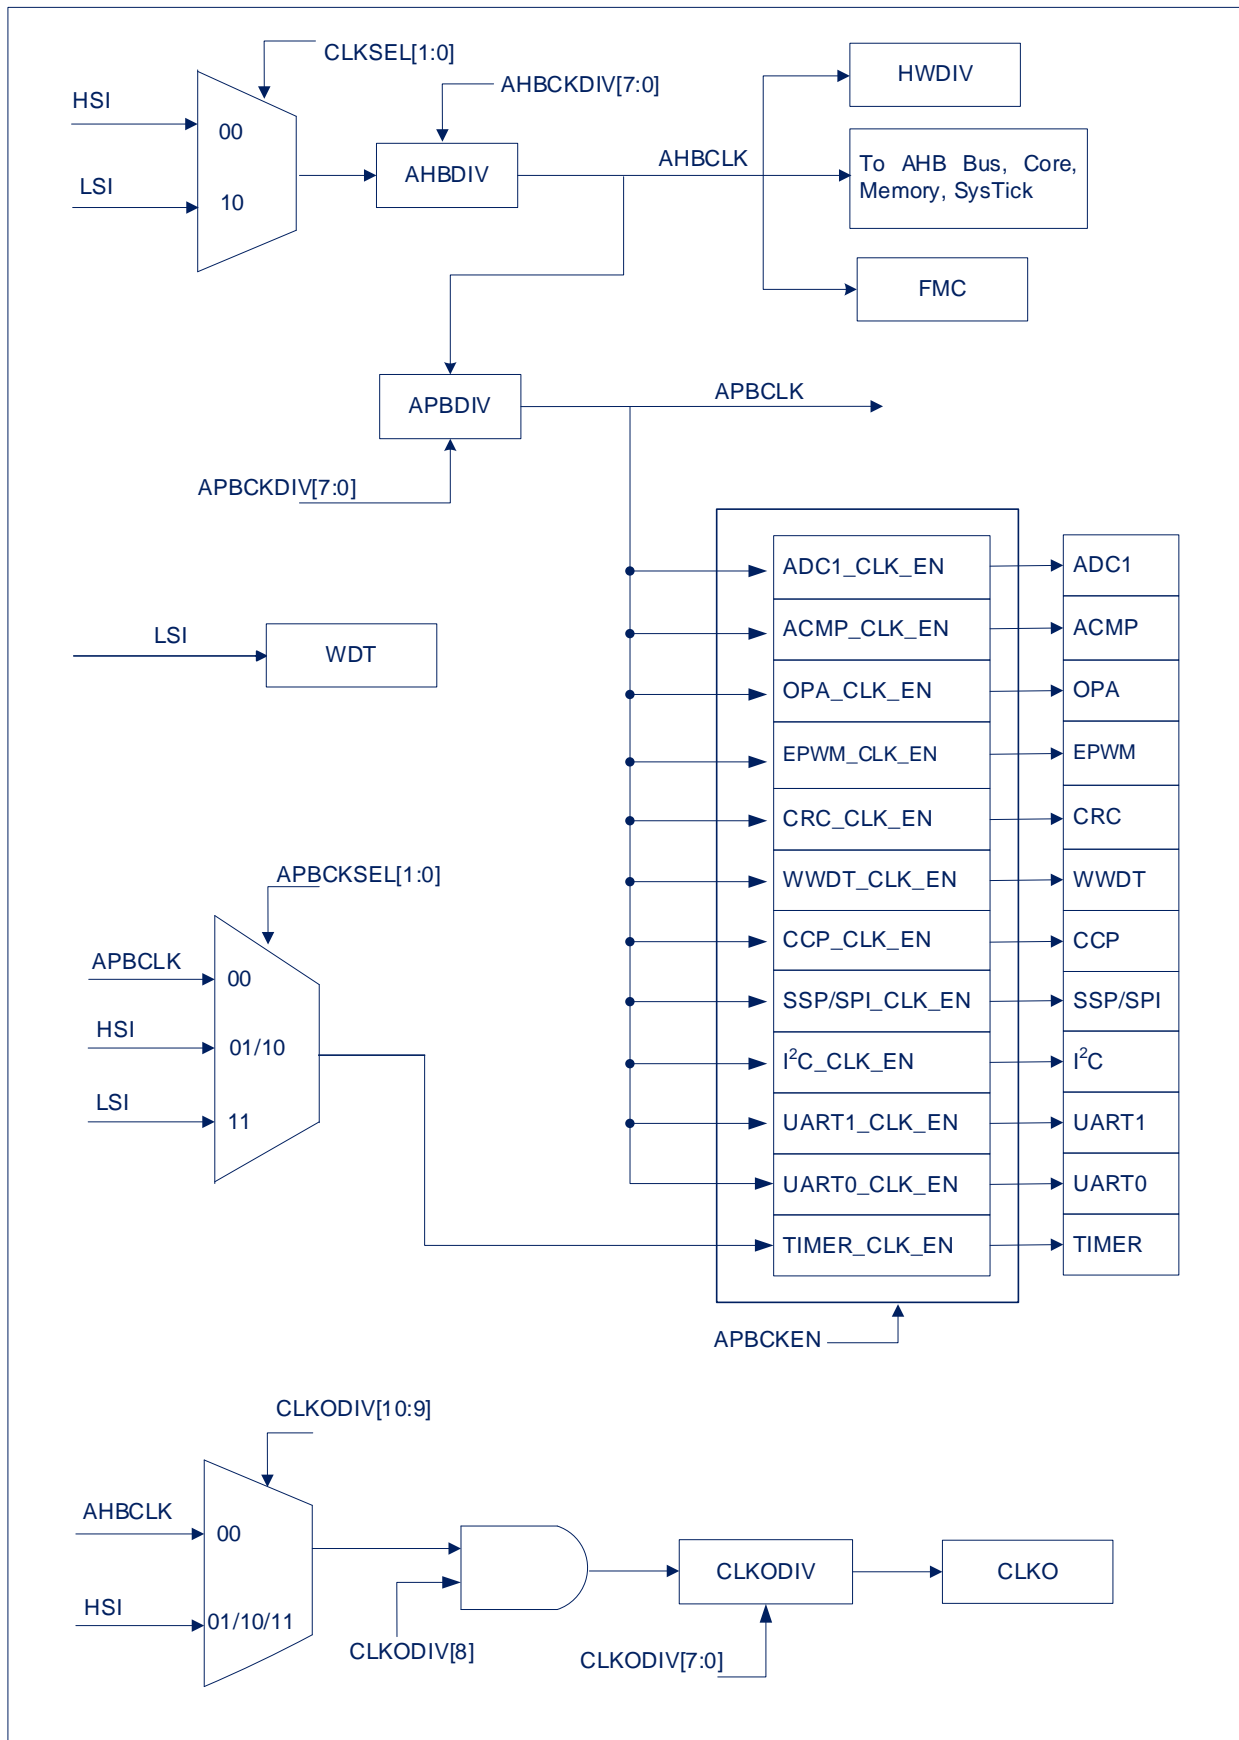 CLKSEL[1:0]
HSI
00
LSI
10
AHBCKDIV[7:0]
AHBDIV
AHBCLK
HWDIV
To AHB Bus, Core,
Memory, SysTick
FMC
APBDIV
APBCLK
APBCKDIV[7:0]
LSI
WDT
ADC1_CLK_EN
ADC1
ACMP_CLK_EN
ACMP
OPA_CLK_EN
OPA
EPWM_CLK_EN
EPWM
CRC_CLK_EN
CRC
WWDT_CLK_EN
WWDT
CCP_CLK_EN
CCP
SSP/SPI_CLK_EN
SSP/SPI
I²C_CLK_EN
I²C
UART1_CLK_EN
UART1
UART0_CLK_EN
UART0
TIMER_CLK_EN
TIMER
APBCKEN
APBCKSEL[1:0]
APBCLK
00
HSI
01/10
LSI
11
CLKODIV[10:9]
AHBCLK
00
HSI
01/10/11
CLKODIV[8]
CLKODIV
CLKODIV[7:0]
CLKO